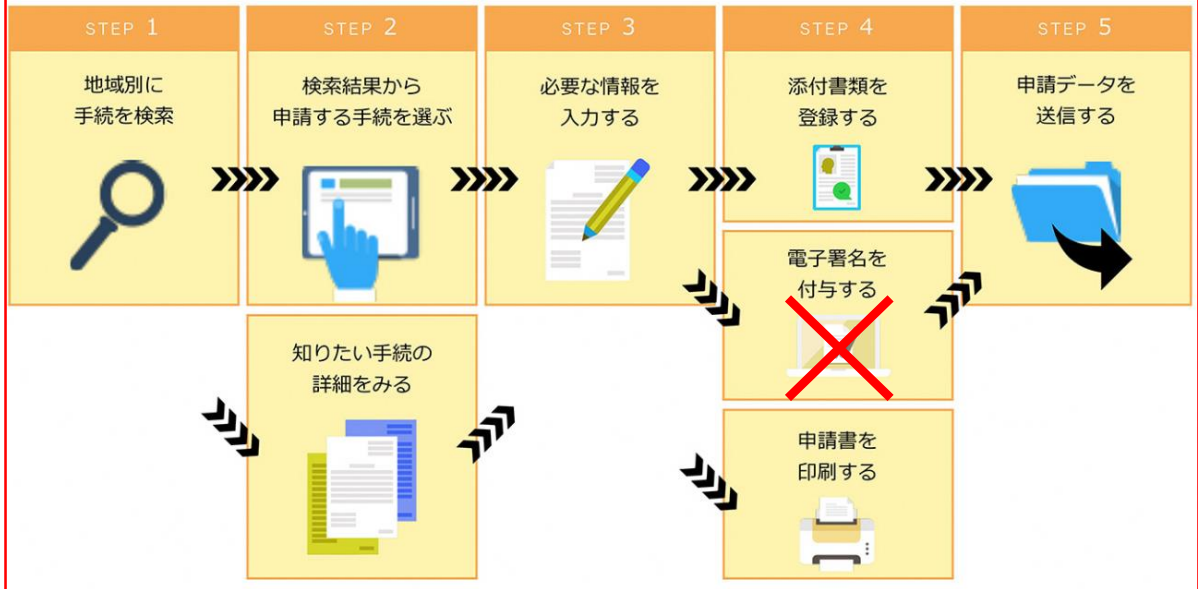 STEP 1
地域別に
手続を検索
STEP 2
検索結果から
申請する手続を選ぶ
知りたい手続の
詳細をみる
STEP 3
必要な情報を
入力する
STEP 4
添付書類を
登録する
電子署名を
付与する
申請書を
印刷する
STEP 5
申請データを
送信する